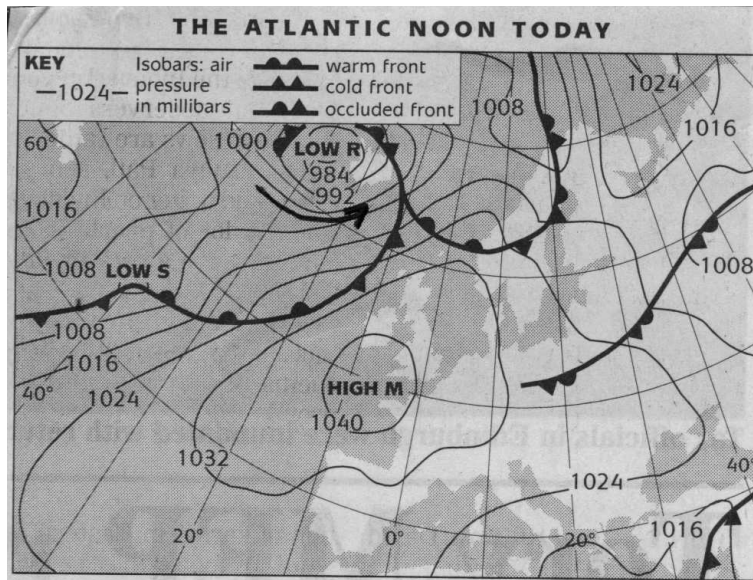 THE ATLANTIC NOON TODAY
KEY
Isobars: air
—1024— pressure
in millibars
warm front
cold front
occluded front
1024
1008
1016
60°
1000
LOW R
984
992
1016
1008
LOW S
1008
1008
1016
40°
1024
HIGH M
1040
1032
1024
40°
1016
20°
0°
20°